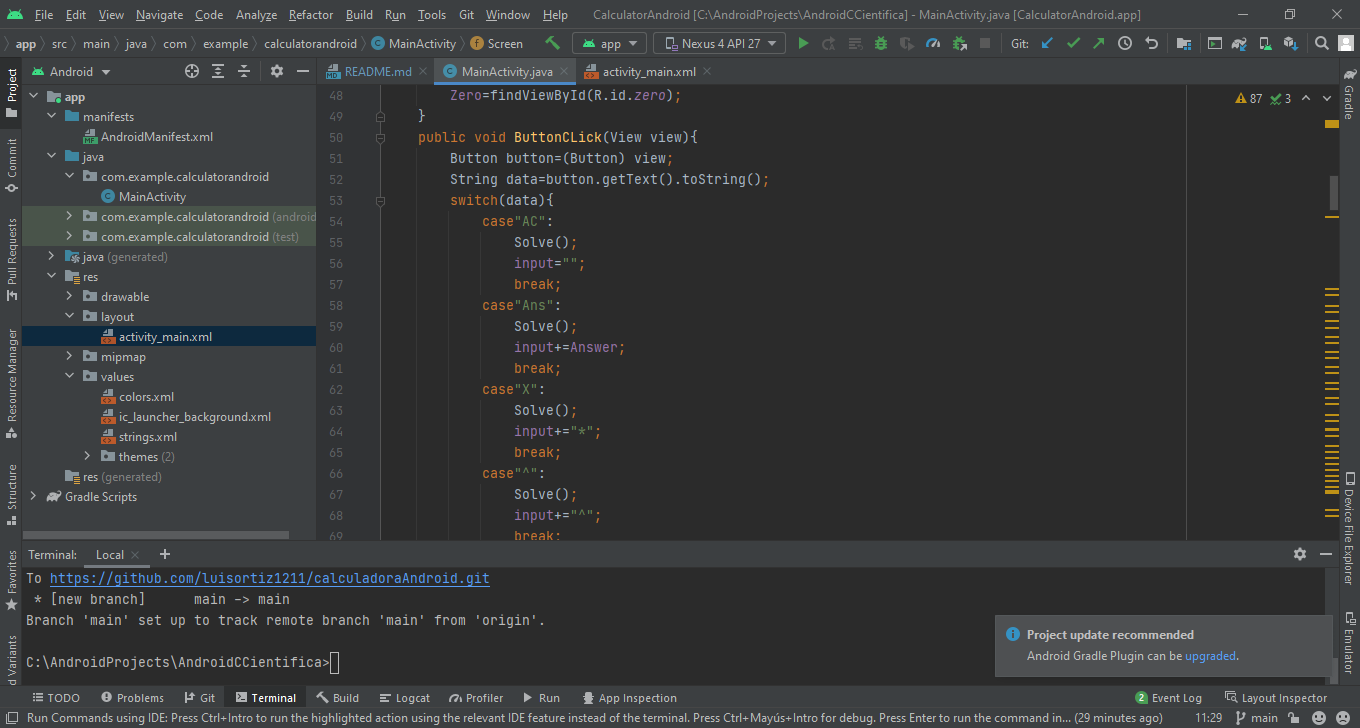 File Edit View Navigate Code Analyze Refactor Build Run Tools Git Window Help CalculatorAndroid [C:\AndroidProjects\AndroidCCientifica] - MainActivity.java [CalculatorAndroid.app]
app src main java com example calculatorandroid MainActivity Screen app Nexus 4 API 27 Git:
Android README.md MainActivity.java activity_main.xml
Project
Commit
Pull Requests
Resource Manager
Structure
Favorites
d Variants
app
manifests
AndroidManifest.xml
java
com.example.calculatorandroid
MainActivity
com.example.calculatorandroid (android
com.example.calculatorandroid (test)
java (generated)
res
drawable
layout
activity_main.xml
mipmap
values
colors.xml
ic_launcher_background.xml
strings.xml
themes (2)
res (generated)
Gradle Scripts
87 3
48 Zero=findViewById(R.id.zero);
49 }
50 public void ButtonCLick(View view){
51 Button button=(Button) view;
52 String data=button.getText().toString();
53 switch(data){
54 case"AC":
55 Solve();
56 input="";
57 break;
58 case"Ans":
59 Solve();
60 input+=Answer;
61 break;
62 case"X":
63 Solve();
64 input+="*";
65 break;
66 case"^":
67 Solve();
68 input+="^";
69 break;
Gradle
Device File Explorer
Emulator
Terminal: Local
To https://github.com/luisortiz1211/calculadoraAndroid.git
* [new branch] main -> main
Branch 'main' set up to track remote branch 'main' from 'origin'.
C:\AndroidProjects\AndroidCCientifica>
Project update recommended
Android Gradle Plugin can be upgraded.
TODO Problems Git Terminal Build Logcat Profiler Run App Inspection 2 Event Log Layout Inspector
Run Commands using IDE: Press Ctrl+Intro to run the highlighted action using the relevant IDE feature instead of the terminal. Press Ctrl+Mayús+Intro for debug. Press Enter to run the command in... (29 minutes ago) 11:29 main